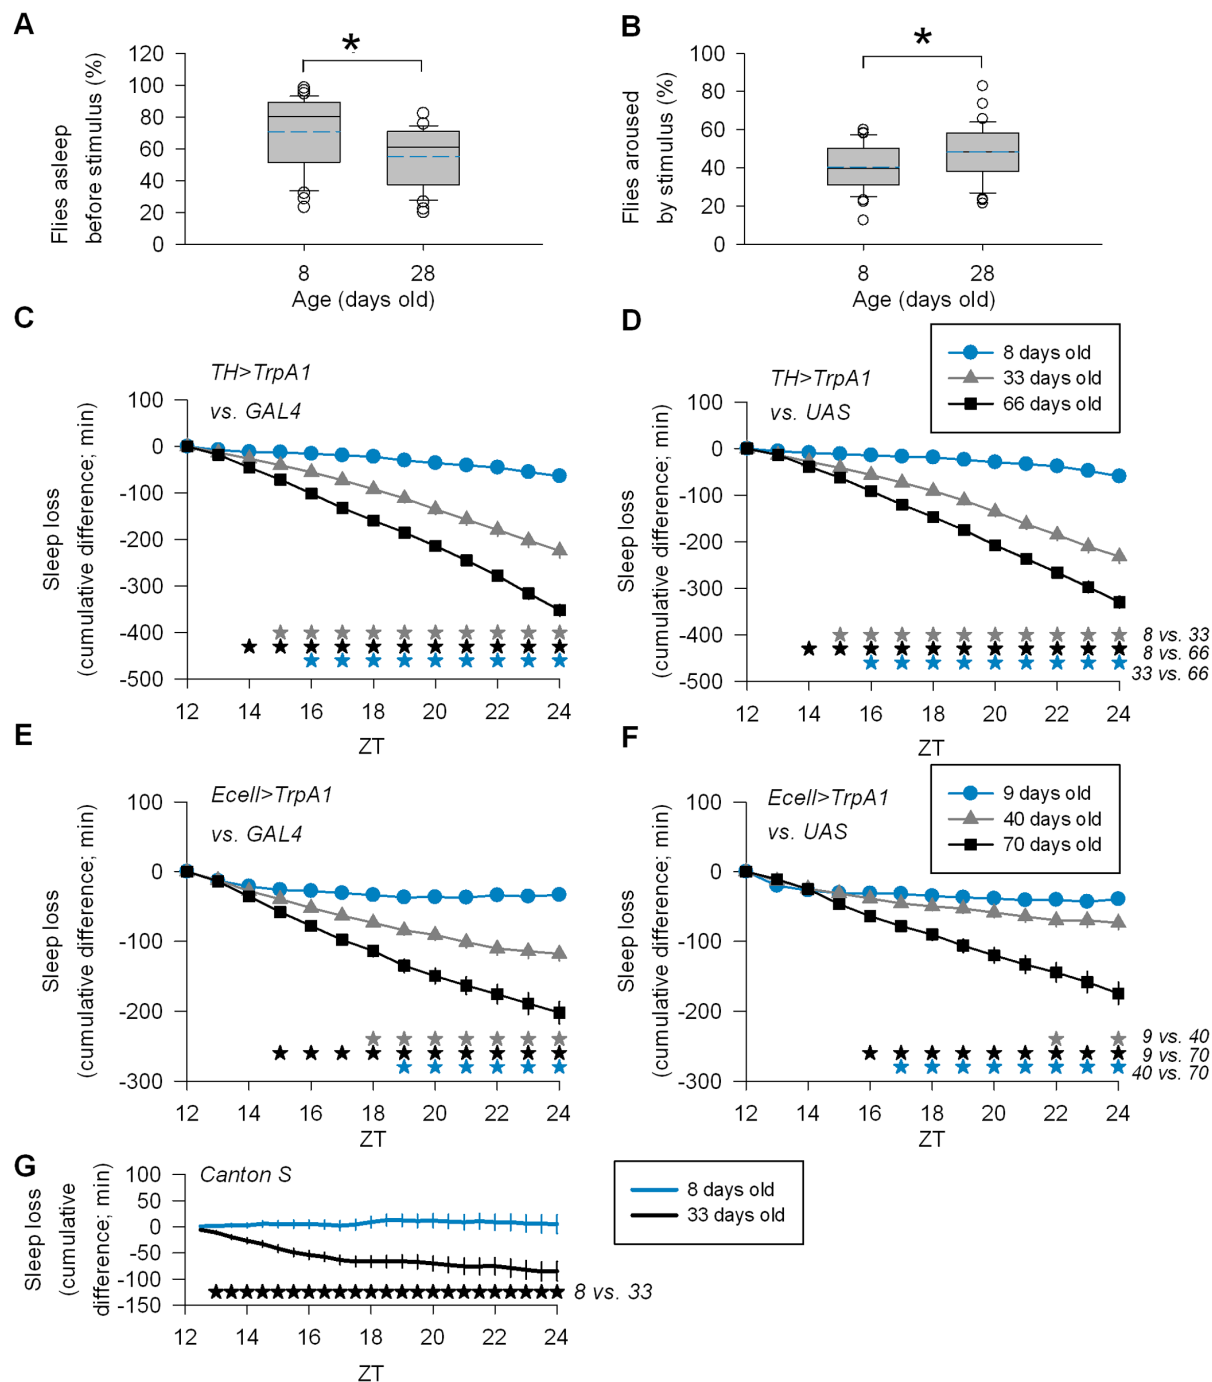 A
B
*
*
Flies asleep
before stimulus (%)
120
100
80
60
40
20
0
8
28
Age (days old)
Flies aroused
by stimulus (%)
100
80
60
40
20
0
8
28
Age (days old)
C
D
TH>TrpA1
vs. GAL4
Sleep loss
(cumulative difference; min)
100
0
-100
-200
-300
-400
-500
12 14 16 18 20 22 24
ZT
TH>TrpA1
vs. UAS
8 days old
33 days old
66 days old
Sleep loss
(cumulative difference; min)
100
0
-100
-200
-300
-400
-500
8 vs. 33
8 vs. 66
33 vs. 66
12 14 16 18 20 22 24
ZT
E
F
Ecell>TrpA1
vs. GAL4
Sleep loss
(cumulative difference; min)
100
0
-100
-200
-300
12 14 16 18 20 22 24
ZT
Ecell>TrpA1
vs. UAS
9 days old
40 days old
70 days old
Sleep loss
(cumulative difference; min)
100
0
-100
-200
-300
9 vs. 40
9 vs. 70
40 vs. 70
12 14 16 18 20 22 24
ZT
G
Canton S
Sleep loss
(cumulative
difference; min)
100
50
0
-50
-100
-150
8 days old
33 days old
8 vs. 33
12 14 16 18 20 22 24
ZT